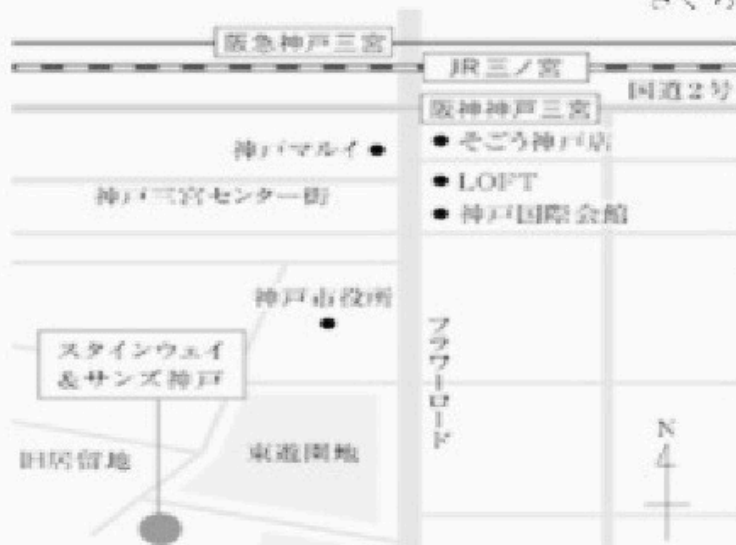 阪急神戸三宮
JR三ノ宮
国道2号
阪神神戸三宮
神戸マルイ
そごう神戸店
神戸三宮センター街
LOFT
神戸国際会館
神戸市役所
フラワーロード
スタインウェイ
&サンズ神戸
旧居留地
東遊園地
N